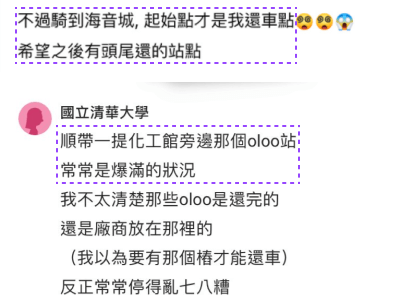 不過騎到海音城, 起始點才是我還車點😵‍💫😵‍💫😱
希望之後有頭尾還的站點
國立清華大學
順帶一提化工館旁邊那個oloo站
常常是爆滿的狀況
我不太清楚那些oloo是還完的
還是廠商放在那裡的
（我以為要有那個樁才能還車）
反正常常停得亂七八糟